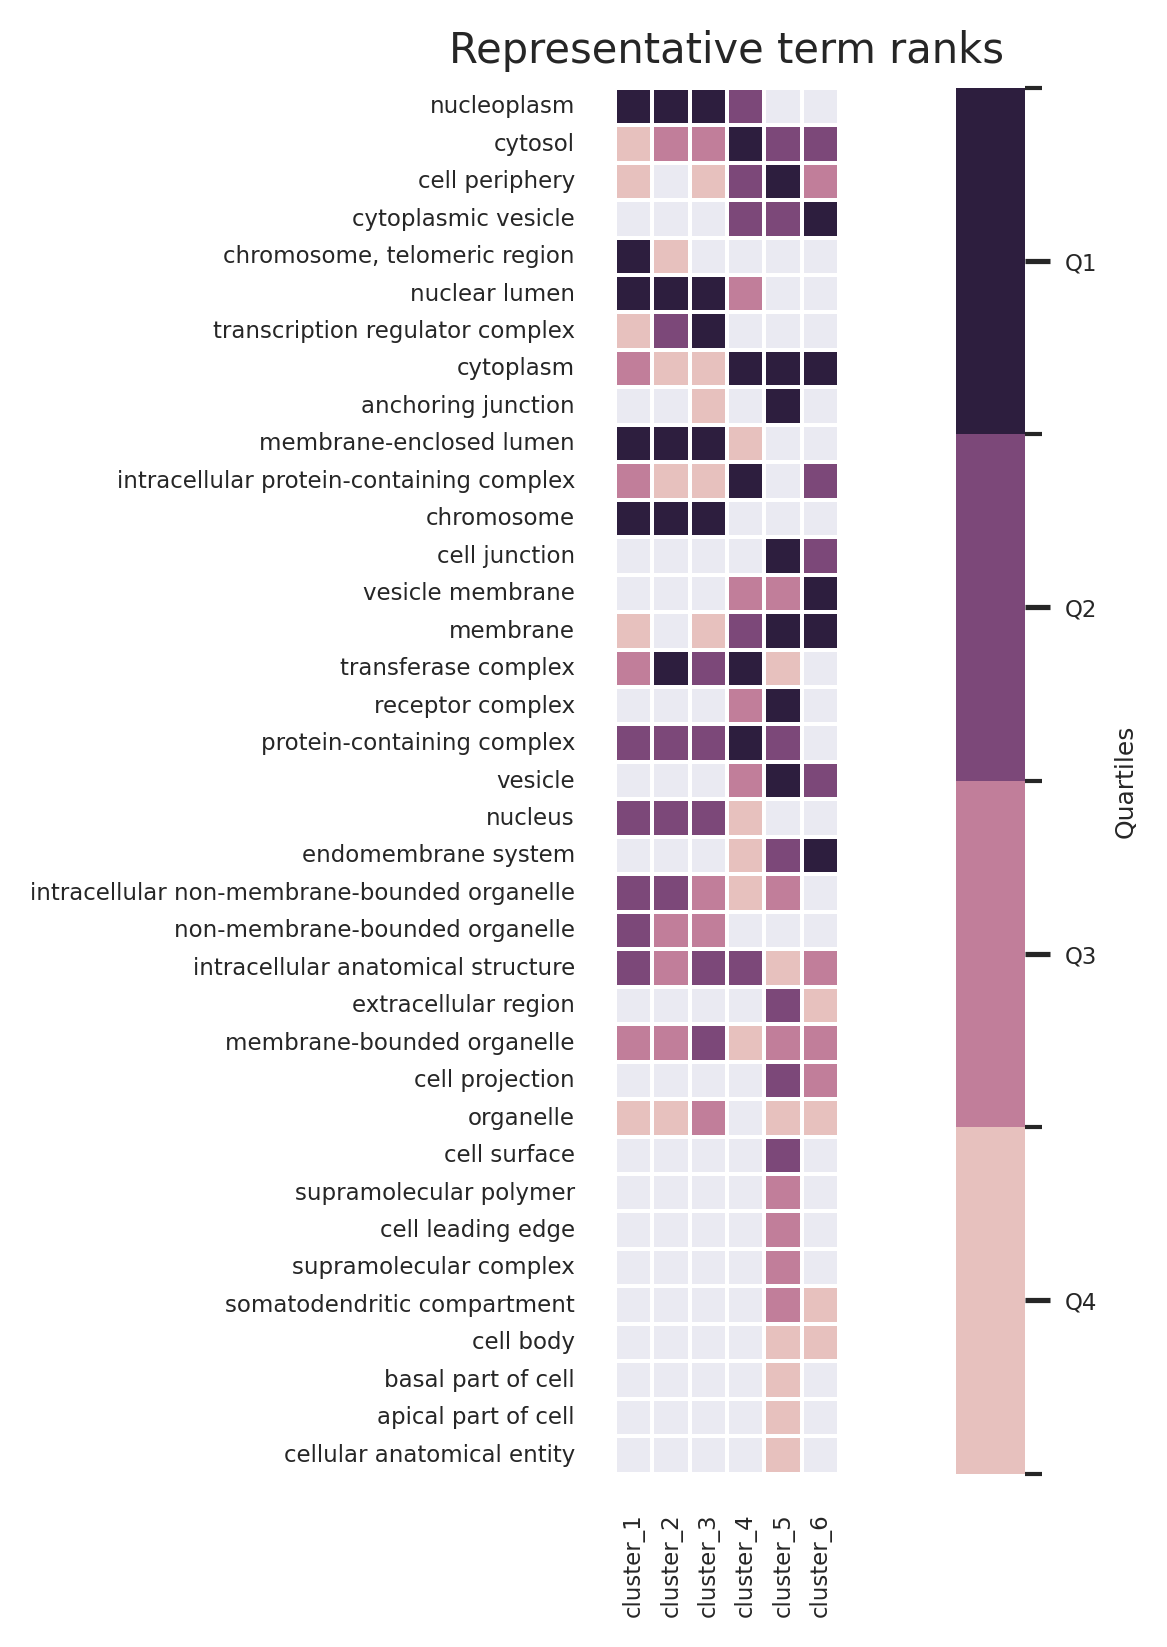 Representative term ranks
nucleoplasm
cytosol
cell periphery
cytoplasmic vesicle
chromosome, telomeric region
nuclear lumen
transcription regulator complex
cytoplasm
anchoring junction
membrane-enclosed lumen
intracellular protein-containing complex
chromosome
cell junction
vesicle membrane
membrane
transferase complex
receptor complex
protein-containing complex
vesicle
nucleus
endomembrane system
intracellular non-membrane-bounded organelle
non-membrane-bounded organelle
intracellular anatomical structure
extracellular region
membrane-bounded organelle
cell projection
organelle
cell surface
supramolecular polymer
cell leading edge
supramolecular complex
somatodendritic compartment
cell body
basal part of cell
apical part of cell
cellular anatomical entity
cluster_1
cluster_2
cluster_3
cluster_4
cluster_5
cluster_6
Q1
Q2
Q3
Q4
Quartiles